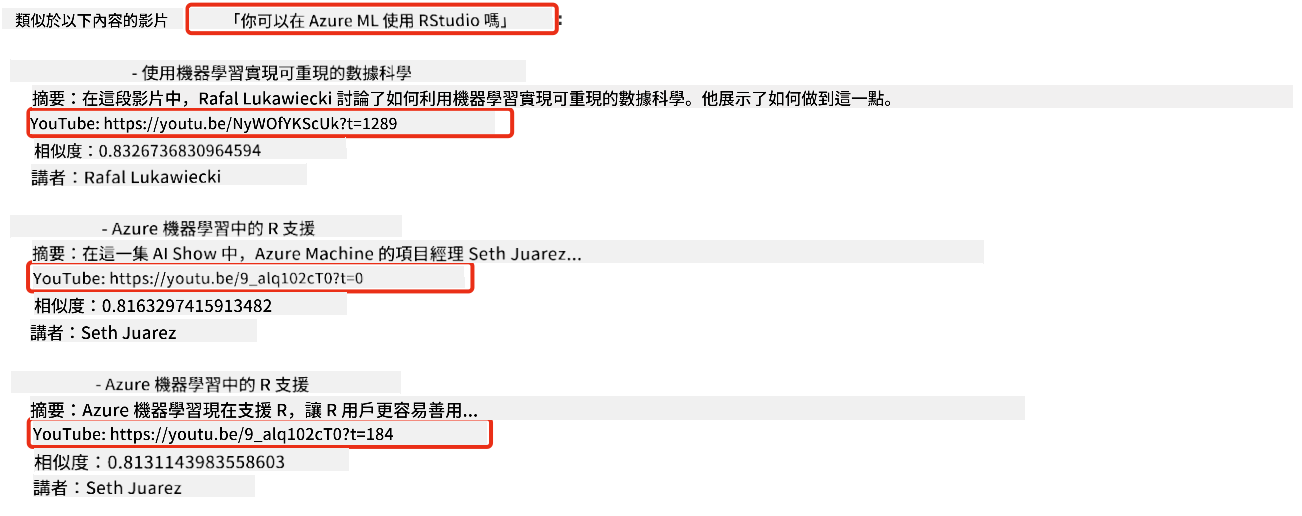 類似於以下內容的影片 「你可以在 Azure ML 使用 RStudio 嗎」:
- 使用機器學習實現可重現的數據科學
摘要：在這段影片中，Rafal Lukawiecki 討論了如何利用機器學習實現可重現的數據科學。他展示了如何做到這一點。
YouTube: https://youtu.be/NyWOfYKScUk?t=1289
相似度：0.8326736830964594
講者：Rafal Lukawiecki
- Azure 機器學習中的 R 支援
摘要：在這一集 AI Show 中，Azure Machine 的項目經理 Seth Juarez...
YouTube: https://youtu.be/9_alq102cT0?t=0
相似度：0.8163297415913482
講者：Seth Juarez
- Azure 機器學習中的 R 支援
摘要：Azure 機器學習現在支援 R，讓 R 用戶更容易善用...
YouTube: https://youtu.be/9_alq102cT0?t=184
相似度：0.8131143983558603
講者：Seth Juarez